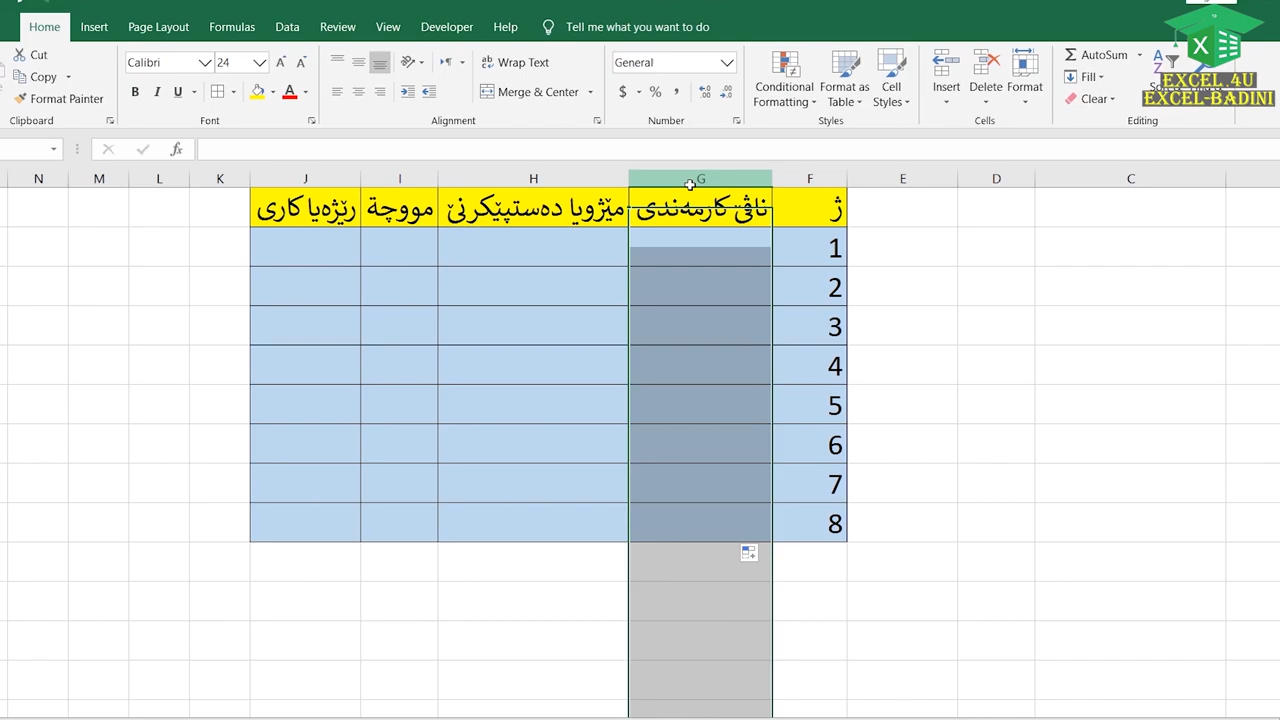 Home Insert Page Layout Formulas Data Review View Developer Help Tell me what you want to do
Cut
Copy
Format Painter
Clipboard
Calibri 24
B I U
Font
Wrap Text
Merge & Center
Alignment
General
$ %
Number
Conditional Formatting
Format as Table
Cell Styles
Styles
Insert Delete Format
Cells
AutoSum
Fill
Clear
Editing
EXCEL.4U
EXCEL-BADINI
fx
N M L K J I H G F E D C
ژ ناڤێ کارمەندی مێژویا دەستپێکرنێ مووچة رێژەیا کاری
1
2
3
4
5
6
7
8